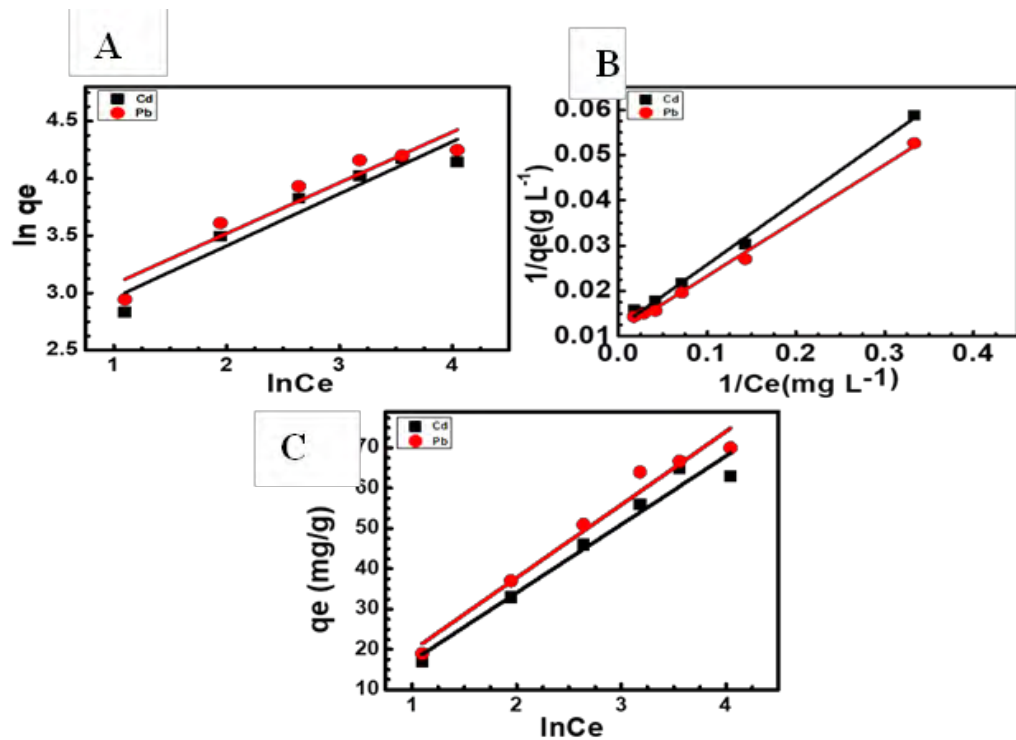 A
Cd
Pb
4.5
4.0
3.5
3.0
2.5
ln qe
1 2 3 4
lnCe
B
Cd
Pb
0.06
0.05
0.04
0.03
0.02
0.01
1/qe(g L⁻¹)
0.0 0.1 0.2 0.3 0.4
1/Ce(mg L⁻¹)
C
Cd
Pb
70
60
50
40
30
20
10
qe (mg/g)
1 2 3 4
lnCe